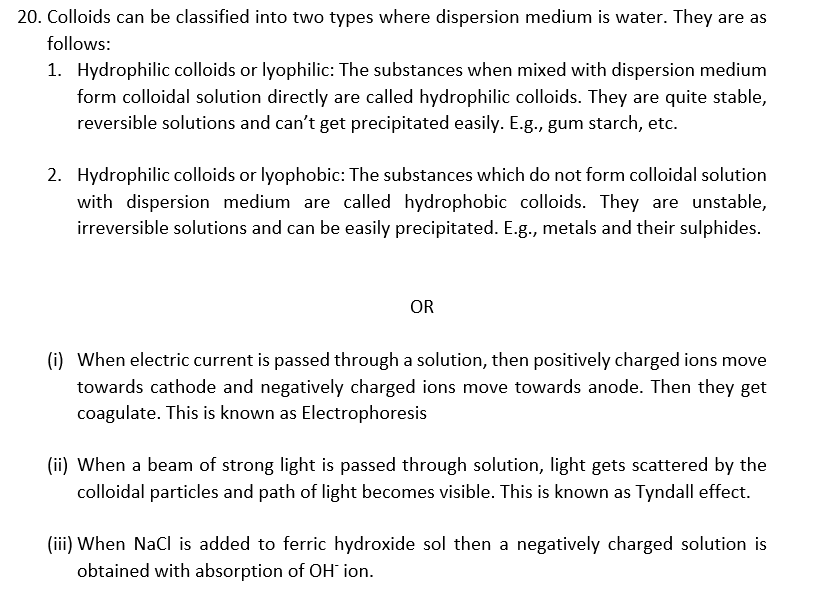 20. Colloids can be classified into two types where dispersion medium is water. They are as
follows:
1. Hydrophilic colloids or lyophilic: The substances when mixed with dispersion medium
form colloidal solution directly are called hydrophilic colloids. They are quite stable,
reversible solutions and can't get precipitated easily. E.g., gum starch, etc.
2. Hydrophilic colloids or lyophobic: The substances which do not form colloidal solution
with dispersion medium are called hydrophobic colloids. They are unstable,
irreversible solutions and can be easily precipitated. E.g., metals and their sulphides.
OR
(i) When electric current is passed through a solution, then positively charged ions move
towards cathode and negatively charged ions move towards anode. Then they get
coagulate. This is known as Electrophoresis
(ii) When a beam of strong light is passed through solution, light gets scattered by the
colloidal particles and path of light becomes visible. This is known as Tyndall effect.
(iii) When NaCl is added to ferric hydroxide sol then a negatively charged solution is
obtained with absorption of OH⁻ ion.